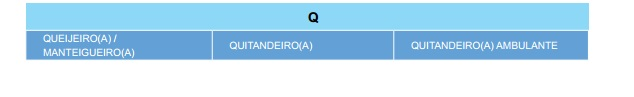 Q
QUEIJEIRO(A) /
MANTEIGUEIRO(A)
QUITANDEIRO(A)
QUITANDEIRO(A) AMBULANTE